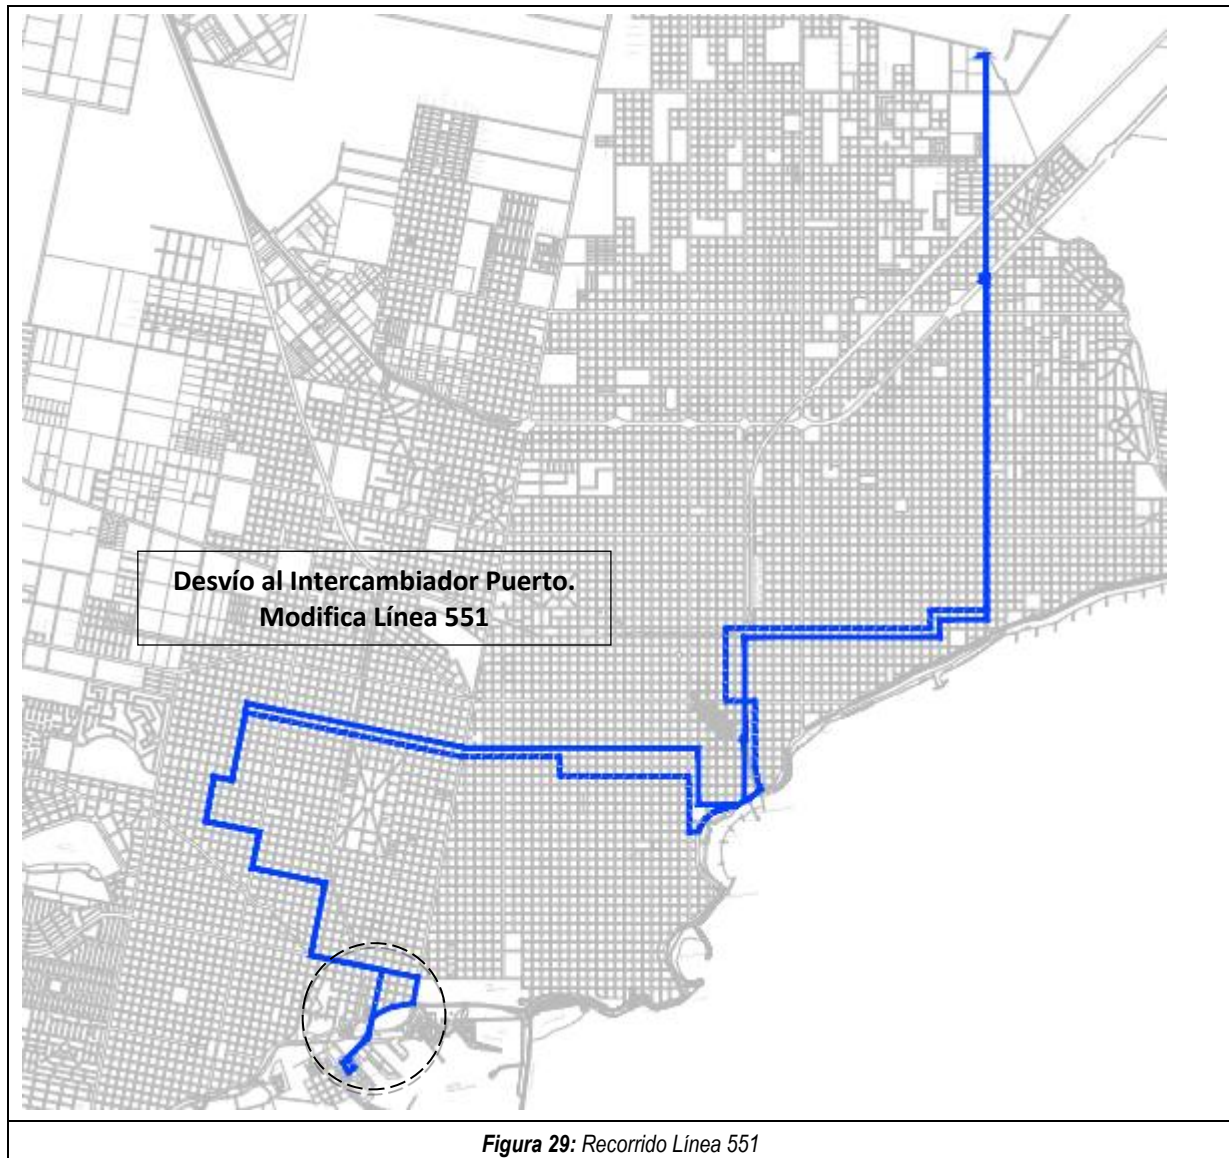 Desvío al Intercambiador Puerto.
Modifica Línea 551
Figura 29: Recorrido Línea 551